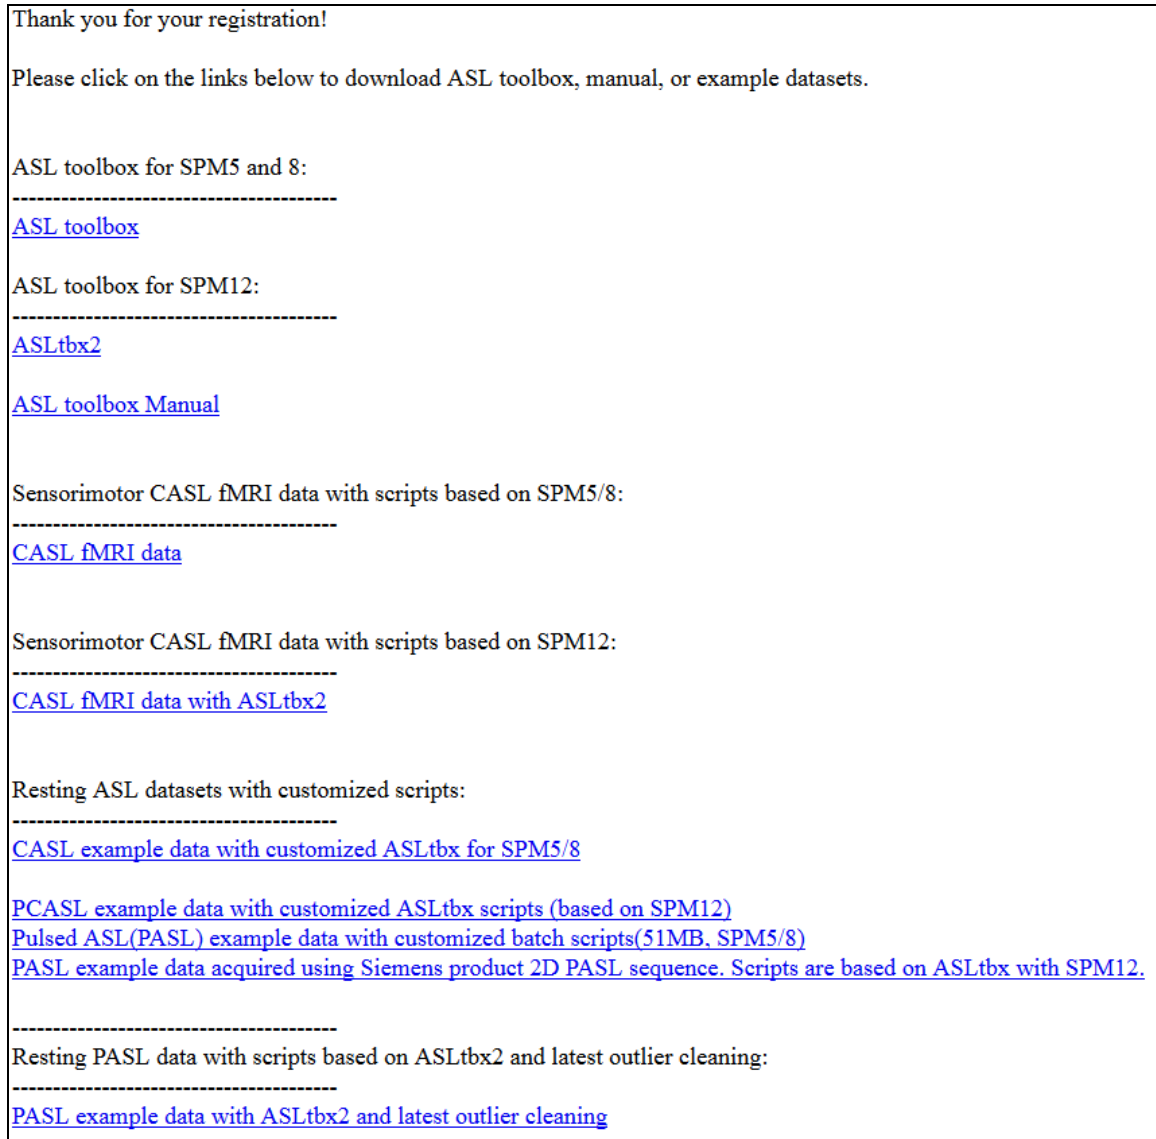 Thank you for your registration!
Please click on the links below to download ASL toolbox, manual, or example datasets.
ASL toolbox for SPM5 and 8:
----------------------------------------
ASL toolbox
ASL toolbox for SPM12:
----------------------------------------
ASLtbx2
ASL toolbox Manual
Sensorimotor CASL fMRI data with scripts based on SPM5/8:
----------------------------------------
CASL fMRI data
Sensorimotor CASL fMRI data with scripts based on SPM12:
----------------------------------------
CASL fMRI data with ASLtbx2
Resting ASL datasets with customized scripts:
----------------------------------------
CASL example data with customized ASLtbx for SPM5/8
PCASL example data with customized ASLtbx scripts (based on SPM12)
Pulsed ASL(PASL) example data with customized batch scripts(51MB, SPM5/8)
PASL example data acquired using Siemens product 2D PASL sequence. Scripts are based on ASLtbx with SPM12.
----------------------------------------
Resting PASL data with scripts based on ASLtbx2 and latest outlier cleaning:
----------------------------------------
PASL example data with ASLtbx2 and latest outlier cleaning